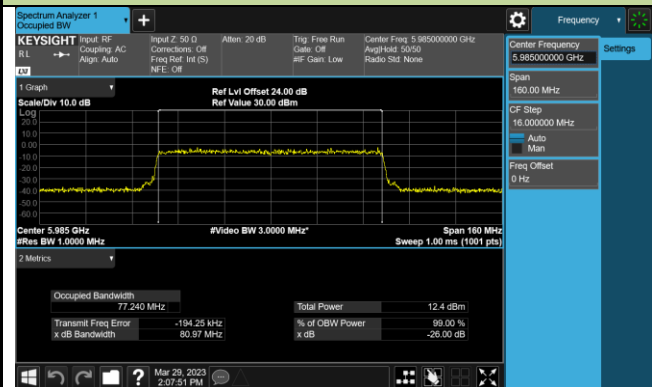 Spectrum Analyzer 1
Occupied BW
Frequency
KEYSIGHT
RL
LXI
Input: RF
Coupling: AC
Align: Auto
Input Z: 50 Ω
Corrections: Off
Freq Ref: Int (S)
NFE: Off
Atten: 20 dB
Trig: Free Run
Gate: Off
#IF Gain: Low
Center Freq: 5.985000000 GHz
Avg|Hold: 50/50
Radio Std: None
Center Frequency
5.985000000 GHz
Settings
Span
160.00 MHz
CF Step
16.000000 MHz
Auto
Man
Freq Offset
0 Hz
1 Graph
Scale/Div 10.0 dB
Ref Lvl Offset 24.00 dB
Ref Value 30.00 dBm
Log
20.0
10.0
0.00
-10.0
-20.0
-30.0
-40.0
-50.0
-60.0
Center 5.985 GHz
#Video BW 3.0000 MHz*
Span 160 MHz
#Res BW 1.0000 MHz
Sweep 1.00 ms (1001 pts)
2 Metrics
Occupied Bandwidth
77.240 MHz
Total Power 12.4 dBm
Transmit Freq Error -194.25 kHz
% of OBW Power 99.00 %
x dB Bandwidth 80.97 MHz
x dB -26.00 dB
Mar 29, 2023
2:07:51 PM